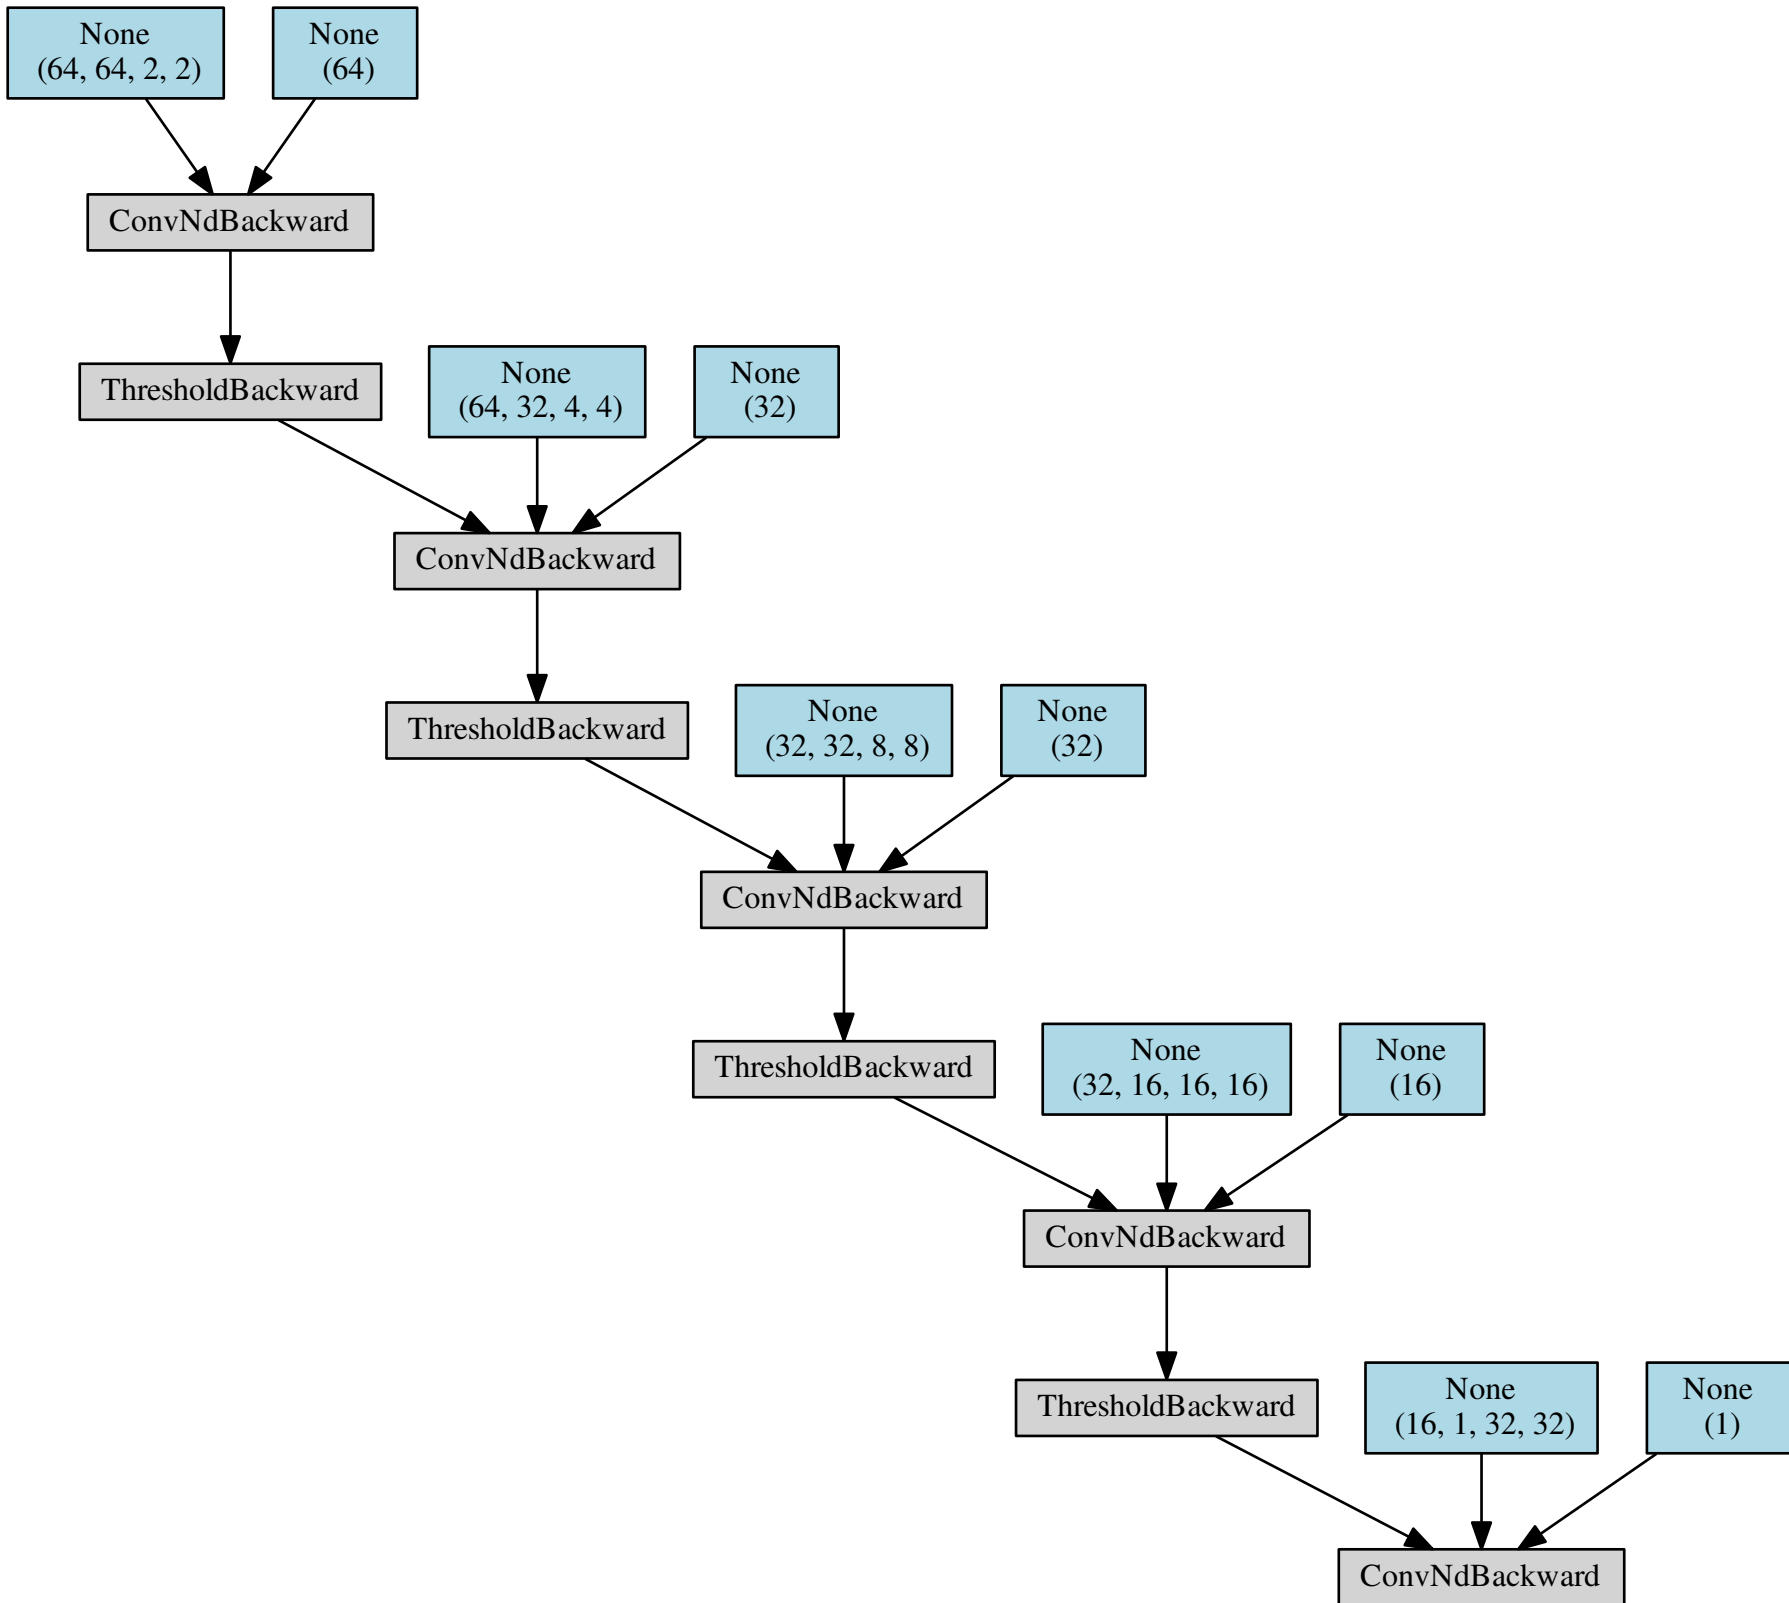 None
(64, 64, 2, 2)
None
(64)
ConvNdBackward
ThresholdBackward
None
(64, 32, 4, 4)
None
(32)
ConvNdBackward
ThresholdBackward
None
(32, 32, 8, 8)
None
(32)
ConvNdBackward
ThresholdBackward
None
(32, 16, 16, 16)
None
(16)
ConvNdBackward
ThresholdBackward
None
(16, 1, 32, 32)
None
(1)
ConvNdBackward